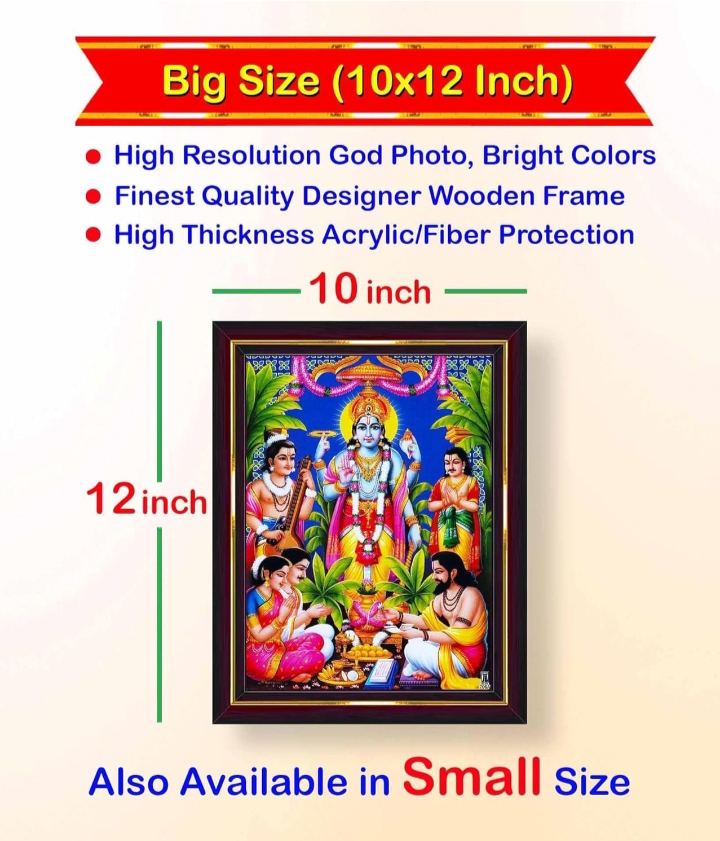 Big Size (10x12 Inch)
High Resolution God Photo, Bright Colors
Finest Quality Designer Wooden Frame
High Thickness Acrylic/Fiber Protection
10 inch
12 inch
Also Available in Small Size